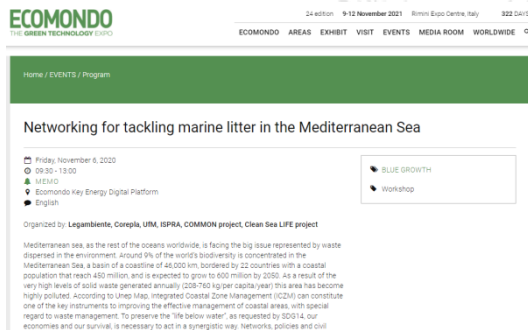 ECOMONDO
THE GREEN TECHNOLOGY EXPO
24 edition 9-12 November 2021 Rimini Expo Centre, Italy 322 DAYS
ECOMONDO AREAS EXHIBIT VISIT EVENTS MEDIA ROOM WORLDWIDE
Home / EVENTS / Program
Networking for tackling marine litter in the Mediterranean Sea
Friday, November 6, 2020
09:30 - 13:00
MEMO
Ecomondo Key Energy Digital Platform
English
BLUE GROWTH
Workshop
Organized by: Legambiente, Corepla, UfM, ISPRA, COMMON project, Clean Sea LIFE project
Mediterranean sea, as the rest of the oceans worldwide, is facing the big issue represented by waste
dispersed in the environment. Around 9% of the world's biodiversity is concentrated in the
Mediterranean Sea, a basin of a coastline of 46,000 km, bordered by 22 countries with a coastal
population that reach 450 million, and is expected to grow to 600 million by 2050. As a result of the
very high levels of solid waste generated annually (208-760 kg/per capita/year) this area has become
highly polluted. According to Unep Map, Integrated Coastal Zone Management (ICZM) can constitute
one of the key instruments to improving the effective management of coastal areas, with special
regard to waste management. To preserve the "life below water", as requested by SDG14, our
economies and our survival, is necessary to act in a synergistic way. Networks, policies and civil